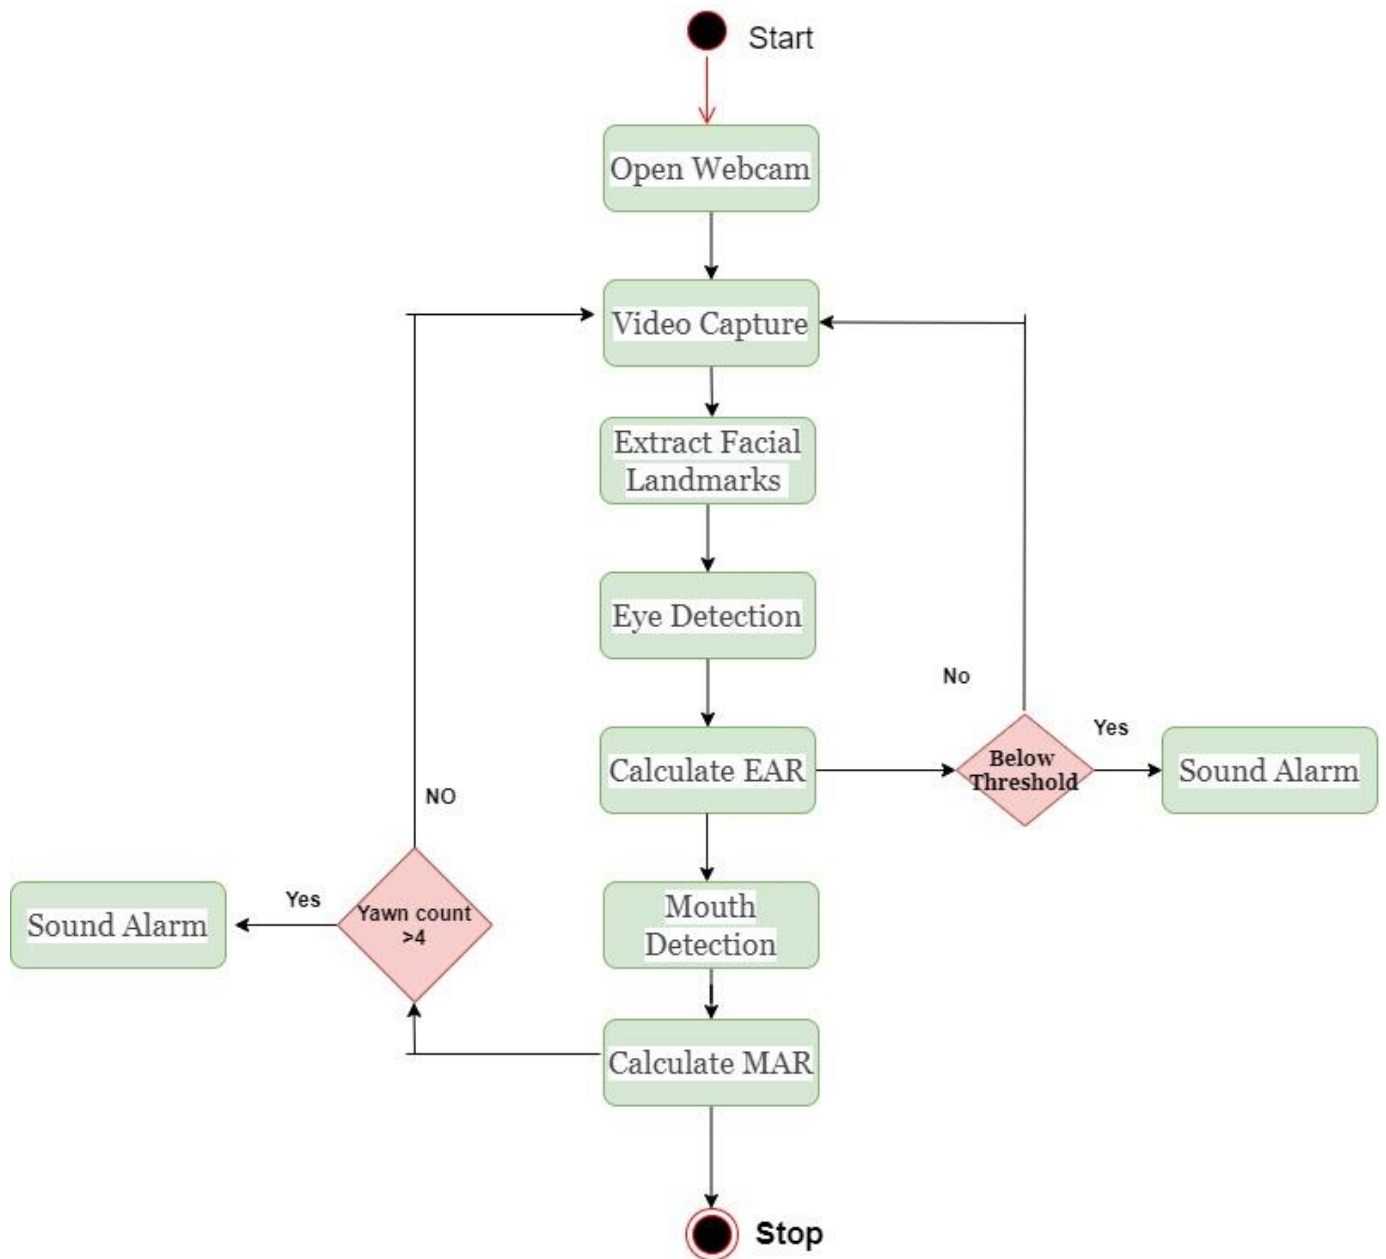 Start
Open Webcam
Video Capture
Extract Facial
Landmarks
Eye Detection
No
Yes
Calculate EAR
Below
Threshold
Sound Alarm
NO
Yes
Sound Alarm
Yawn count
>4
Mouth
Detection
Calculate MAR
Stop